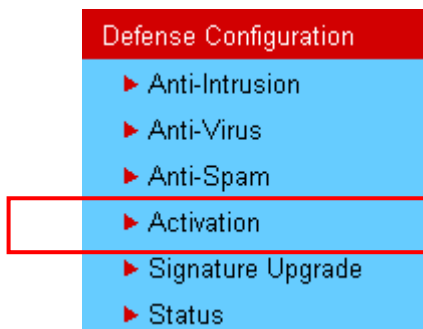 Defense Configuration
Anti-Intrusion
Anti-Virus
Anti-Spam
Activation
Signature Upgrade
Status